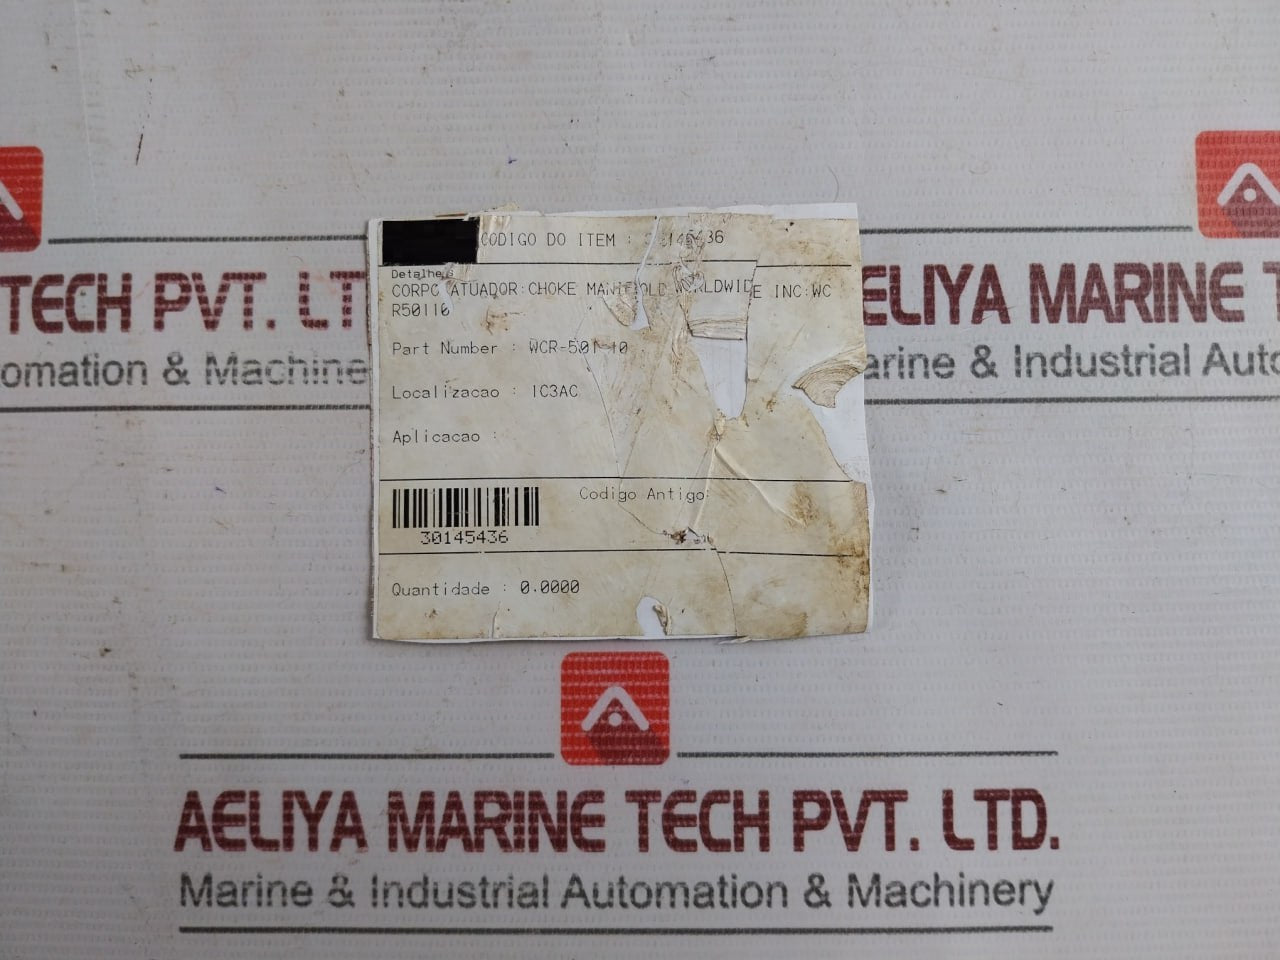 CODIGO DO ITEM :
Detalhes
CORPO ATUADOR:CHOKE MANIFOLD WORLDWIDE INC:WC
R50110
Part Number : WCR-501-10
Localizacao : 1C3AC
Aplicacao :
Codigo Antigo:
30145436
Quantidade : 0.0000
TECH PVT. LT
omation & Machine
AELIYA MARINE
arine & Industrial Auto
AELIYA MARINE TECH PVT. LTD.
Marine & Industrial Automation & Machinery